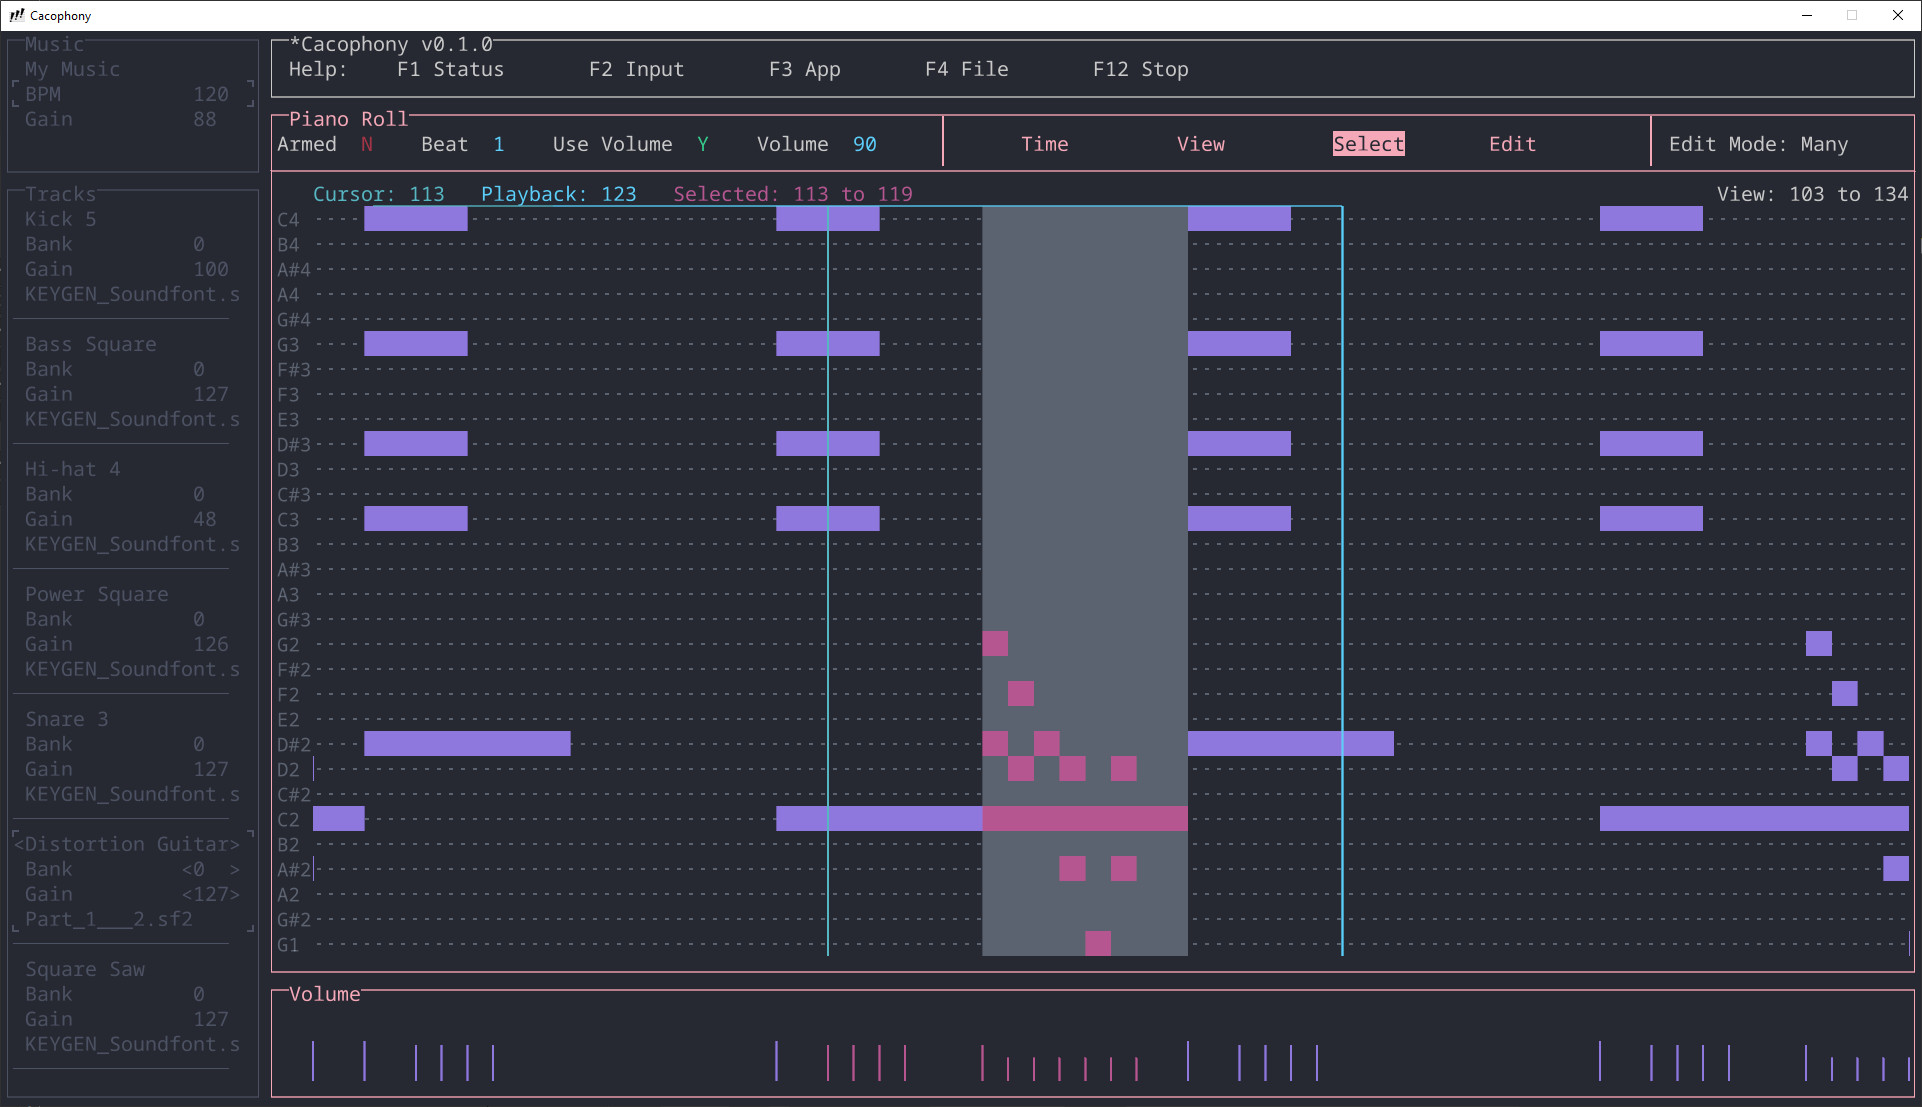 Cacophony
Music
My Music
BPM 120
Gain 88
Tracks
Kick 5
Bank 0
Gain 100
KEYGEN_Soundfont.s
Bass Square
Bank 0
Gain 127
KEYGEN_Soundfont.s
Hi-hat 4
Bank 0
Gain 48
KEYGEN_Soundfont.s
Power Square
Bank 0
Gain 126
KEYGEN_Soundfont.s
Snare 3
Bank 0
Gain 127
KEYGEN_Soundfont.s
<Distortion Guitar>
Bank <0 >
Gain <127>
Part_1___2.sf2
Square Saw
Bank 0
Gain 127
KEYGEN_Soundfont.s
*Cacophony v0.1.0
Help: F1 Status F2 Input F3 App F4 File F12 Stop
Piano Roll
Armed N Beat 1 Use Volume Y Volume 90 Time View Select Edit Edit Mode: Many
Cursor: 113 Playback: 123 Selected: 113 to 119 View: 103 to 134
C4
B4
A#4
A4
G#4
G3
F#3
F3
E3
D#3
D3
C#3
C3
B3
A#3
A3
G#3
G2
F#2
F2
E2
D#2
D2
C#2
C2
B2
A#2
A2
G#2
G1
Volume